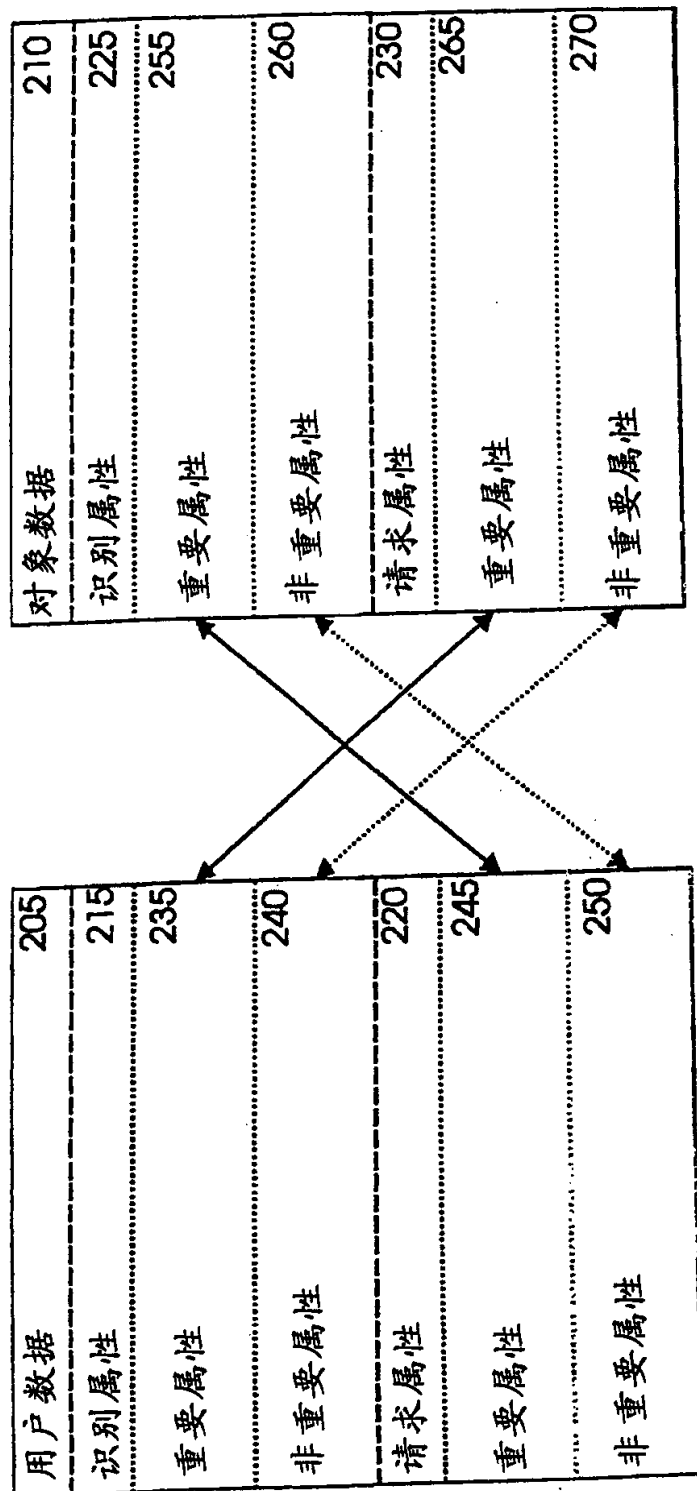 用户数据 205
识别属性 215
重要属性 235
非重要属性 240
请求属性 220
重要属性 245
非重要属性 250
对象数据 210
识别属性 225
重要属性 255
非重要属性 260
请求属性 230
重要属性 265
非重要属性 270